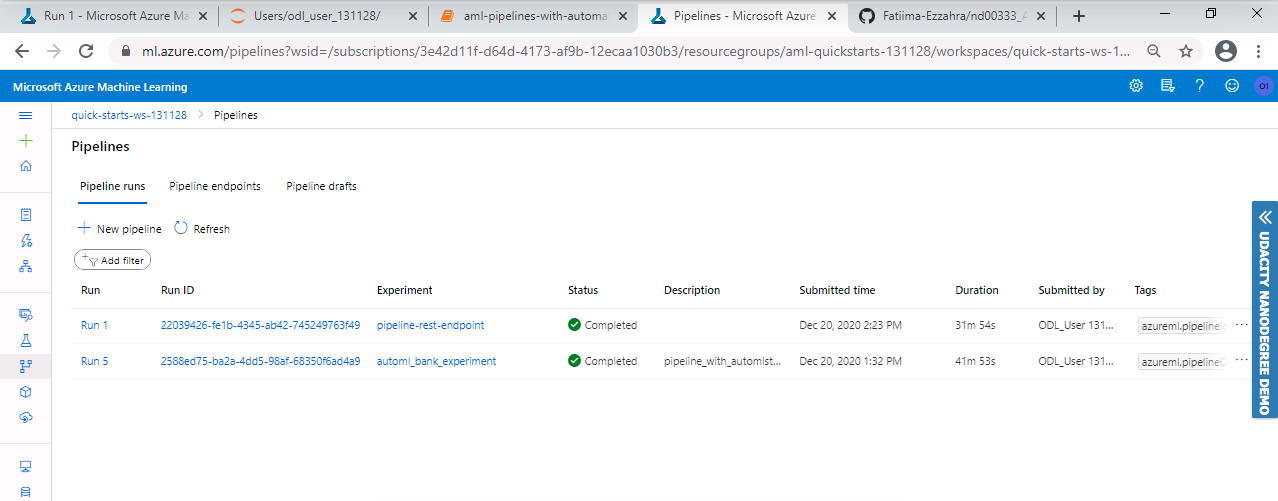 Run 1 - Microsoft Azure Ma
Users/odl_user_131128/
aml-pipelines-with-automa
Pipelines - Microsoft Azure
Fatiima-Ezzahra/nd00333_A
ml.azure.com/pipelines?wsid=/subscriptions/3e42d11f-d64d-4173-af9b-12ecaa1030b3/resourcegroups/aml-quickstarts-131128/workspaces/quick-starts-ws-1...
Microsoft Azure Machine Learning
O1
quick-starts-ws-131128 > Pipelines
Pipelines
Pipeline runs Pipeline endpoints Pipeline drafts
New pipeline Refresh
Add filter
Run Run ID Experiment Status Description Submitted time Duration Submitted by Tags
Run 1 22039426-fe1b-4345-ab42-745249763f49 pipeline-rest-endpoint Completed Dec 20, 2020 2:23 PM 31m 54s ODL_User 131... azureml.pipelineid ...
Run 5 2588ed75-ba2a-4dd5-98af-68350f6ad4a9 automl_bank_experiment Completed pipeline_with_automlst... Dec 20, 2020 1:32 PM 41m 53s ODL_User 131... azureml.pipelineC ...
UDACITY NANODEGREE DEMO